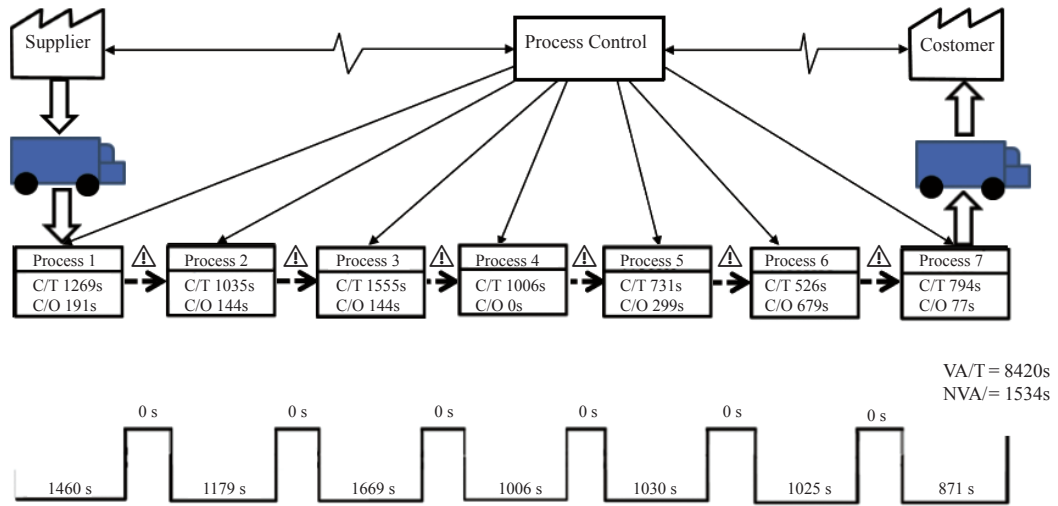 Supplier
Process Control
Costomer
Process 1
C/T 1269s
C/O 191s
Process 2
C/T 1035s
C/O 144s
Process 3
C/T 1555s
C/O 144s
Process 4
C/T 1006s
C/O 0s
Process 5
C/T 731s
C/O 299s
Process 6
C/T 526s
C/O 679s
Process 7
C/T 794s
C/O 77s
VA/T = 8420s
NVA/= 1534s
0 s
0 s
0 s
0 s
0 s
0 s
1460 s
1179 s
1669 s
1006 s
1030 s
1025 s
871 s